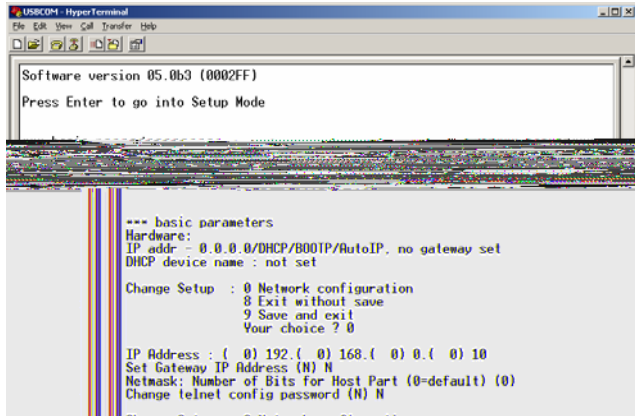 USBCOM - HyperTerminal
File Edit View Call Transfer Help
Software version 05.0b3 (0002FF)
Press Enter to go into Setup Mode
*** basic parameters
Hardware:
IP addr - 0.0.0.0/DHCP/BOOTP/AutoIP, no gateway set
DHCP device name : not set
Change Setup : 0 Network configuration
8 Exit without save
9 Save and exit
Your choice ? 0
IP Address : ( 0) 192.( 0) 168.( 0) 0.( 0) 10
Set Gateway IP Address (N) N
Netmask: Number of Bits for Host Part (0=default) (0)
Change telnet config password (N) N